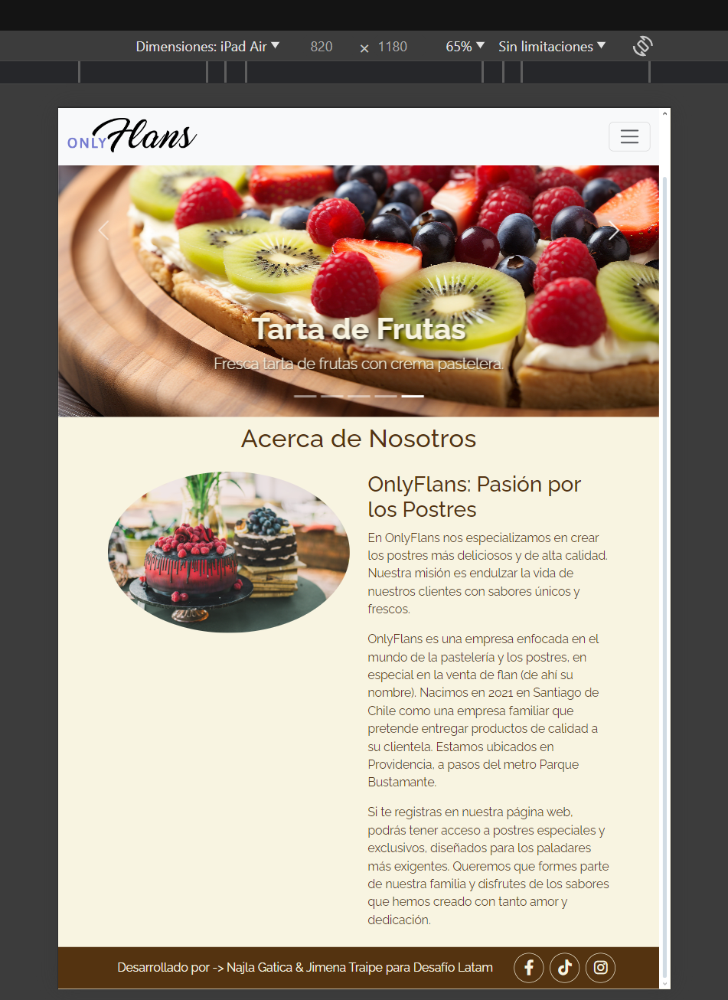 Dimensiones: iPad Air 820 × 1180 65% Sin limitaciones
ONLY Flans
Tarta de Frutas
Fresca tarta de frutas con crema pastelera.
Acerca de Nosotros
OnlyFlans: Pasión por
los Postres
En OnlyFlans nos especializamos en crear
los postres más deliciosos y de alta calidad.
Nuestra misión es endulzar la vida de
nuestros clientes con sabores únicos y
frescos.
OnlyFlans es una empresa enfocada en el
mundo de la pastelería y los postres, en
especial en la venta de flan (de ahí su
nombre). Nacimos en 2021 en Santiago de
Chile como una empresa familiar que
pretende entregar productos de calidad a
su clientela. Estamos ubicados en
Providencia, a pasos del metro Parque
Bustamante.
Si te registras en nuestra página web,
podrás tener acceso a postres especiales y
exclusivos, diseñados para los paladares
más exigentes. Queremos que formes parte
de nuestra familia y disfrutes de los sabores
que hemos creado con tanto amor y
dedicación.
Desarrollado por -> Najla Gatica & Jimena Traipe para Desafío Latam